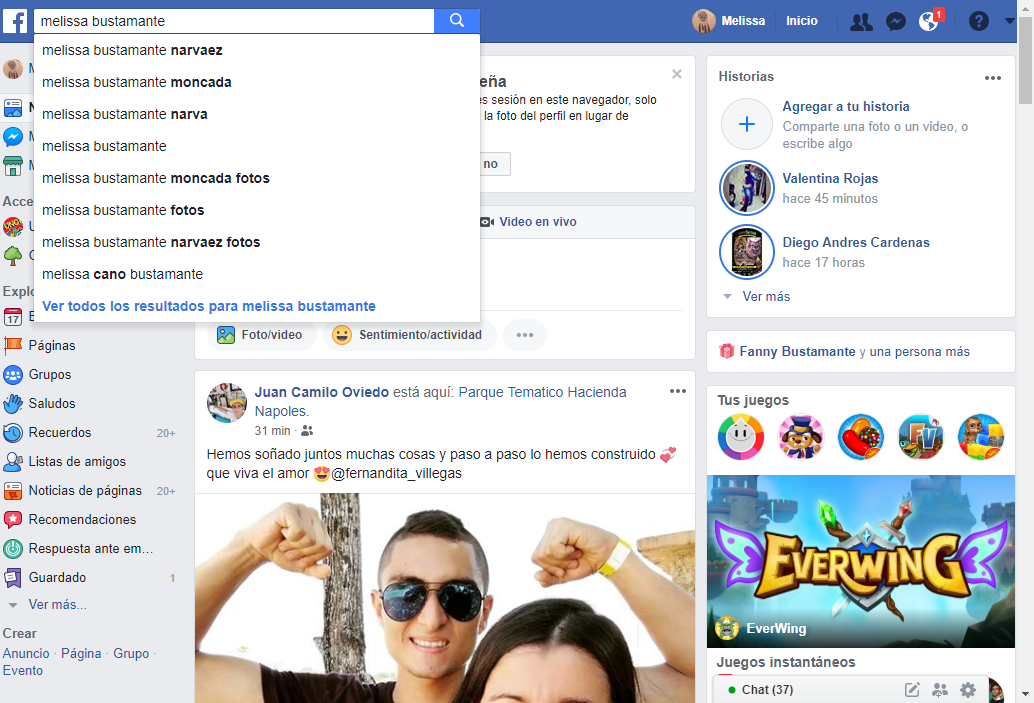 melissa bustamante
Melissa
Inicio
1
melissa bustamante narvaez
melissa bustamante moncada
melissa bustamante narva
melissa bustamante
melissa bustamante moncada fotos
melissa bustamante fotos
melissa bustamante narvaez fotos
melissa cano bustamante
Ver todos los resultados para melissa bustamante
Acce
Explo
17
Páginas
Grupos
Saludos
Recuerdos 20+
Listas de amigos
Noticias de páginas 20+
Recomendaciones
Respuesta ante em...
Guardado 1
Ver más...
Crear
Anuncio · Página · Grupo ·
Evento
eña
es sesión en este navegador, solo
la foto del perfil en lugar de
no
Video en vivo
Foto/video
Sentimiento/actividad
Juan Camilo Oviedo está aquí: Parque Tematico Hacienda
Napoles.
31 min ·
Hemos soñado juntos muchas cosas y paso a paso lo hemos construido 💞
que viva el amor 😍@fernandita_villegas
Historias
Agregar a tu historia
Comparte una foto o un video, o
escribe algo
Valentina Rojas
hace 45 minutos
Diego Andres Cardenas
hace 17 horas
Ver más
Fanny Bustamante y una persona más
Tus juegos
FV
EVERWING
EverWing
Juegos instantáneos
Chat (37)